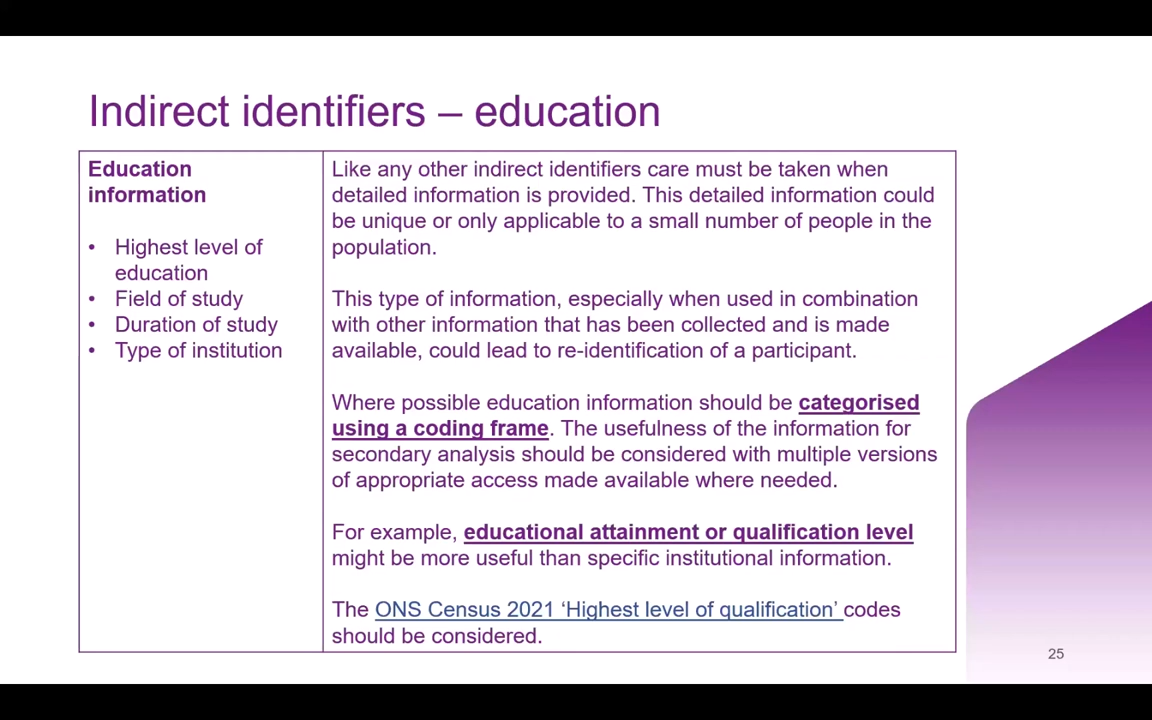 Indirect identifiers – education
Education
information
• Highest level of
education
• Field of study
• Duration of study
• Type of institution
Like any other indirect identifiers care must be taken when
detailed information is provided. This detailed information could
be unique or only applicable to a small number of people in the
population.
This type of information, especially when used in combination
with other information that has been collected and is made
available, could lead to re-identification of a participant.
Where possible education information should be categorised
using a coding frame. The usefulness of the information for
secondary analysis should be considered with multiple versions
of appropriate access made available where needed.
For example, educational attainment or qualification level
might be more useful than specific institutional information.
The ONS Census 2021 ‘Highest level of qualification’ codes
should be considered.
25